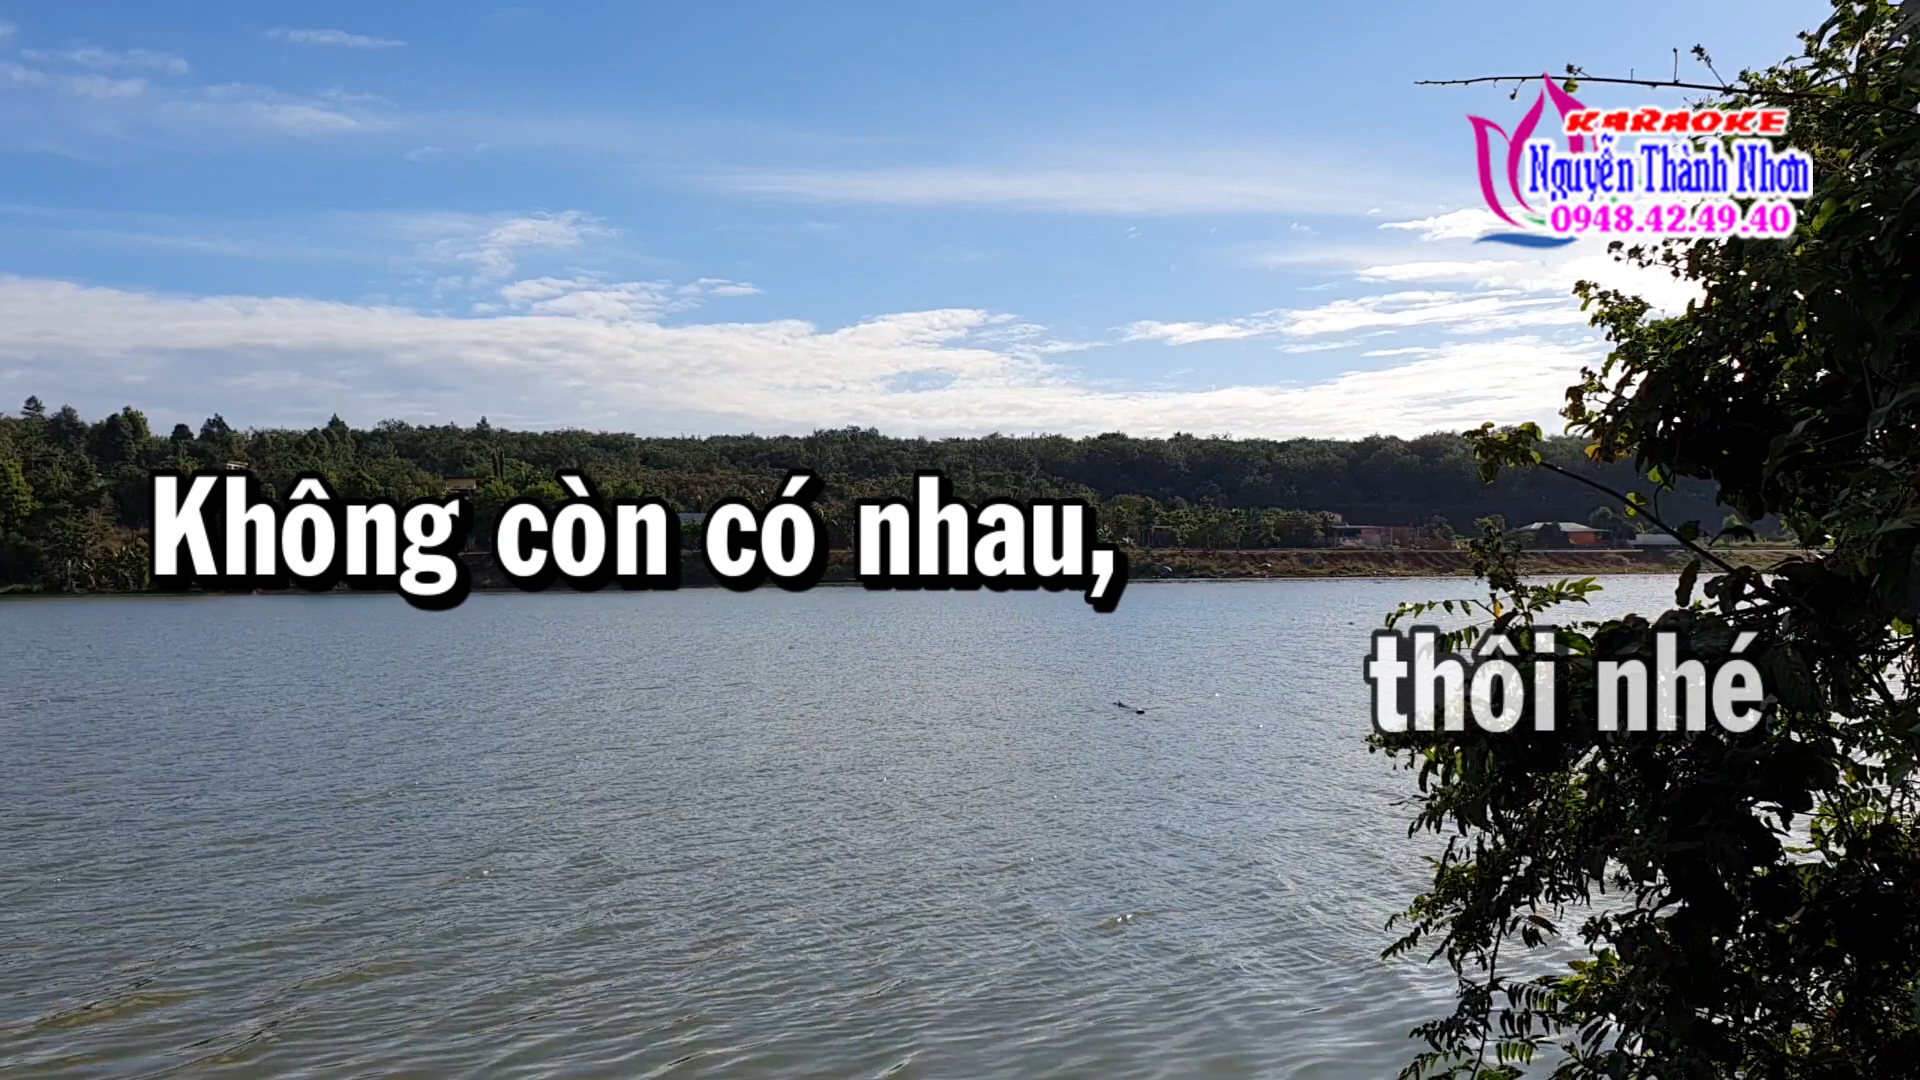 KARAOKE
Nguyễn Thành Nhơn
0948.42.49.40
Không còn có nhau,
thôi nhé